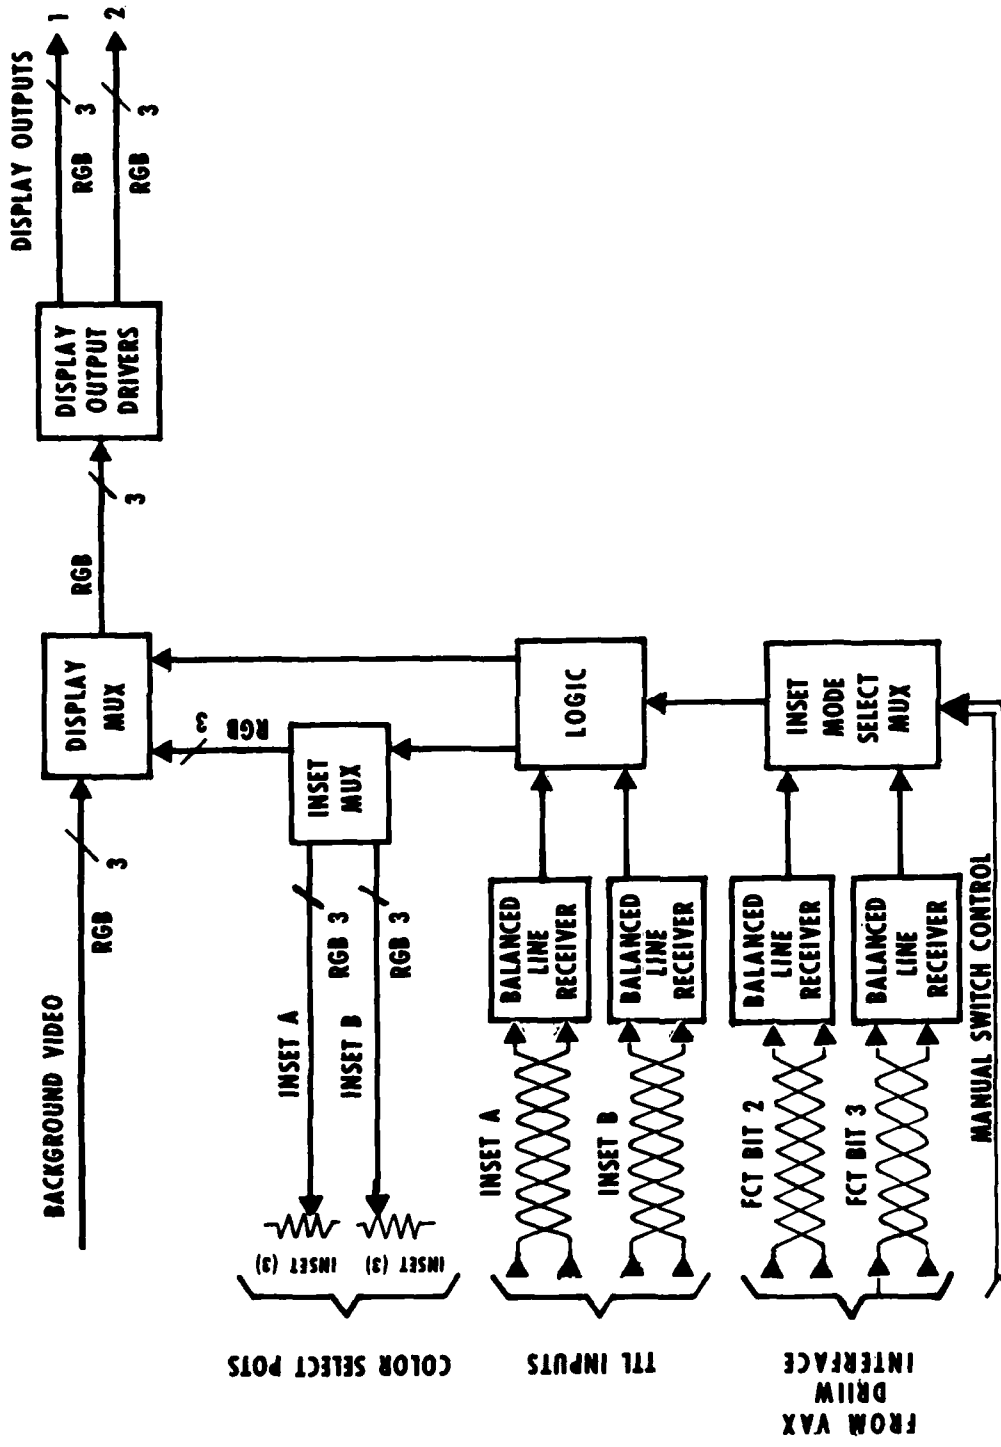 DISPLAY OUTPUTS
1
2
RGB
3
RGB
3
DISPLAY
OUTPUT
DRIVERS
RGB
3
BACKGROUND VIDEO
RGB
3
DISPLAY
MUX
RGB
3
INSET
MUX
INSET A
RGB 3
INSET B
RGB 3
INSET (3)
INSET (3)
COLOR SELECT POTS
LOGIC
TTL INPUTS
INSET A
BALANCED
LINE
RECEIVER
INSET B
BALANCED
LINE
RECEIVER
INSET
MODE
SELECT
MUX
FROM VAX
DRIIW
INTERFACE
FCT BIT 2
BALANCED
LINE
RECEIVER
FCT BIT 3
BALANCED
LINE
RECEIVER
MANUAL SWITCH CONTROL